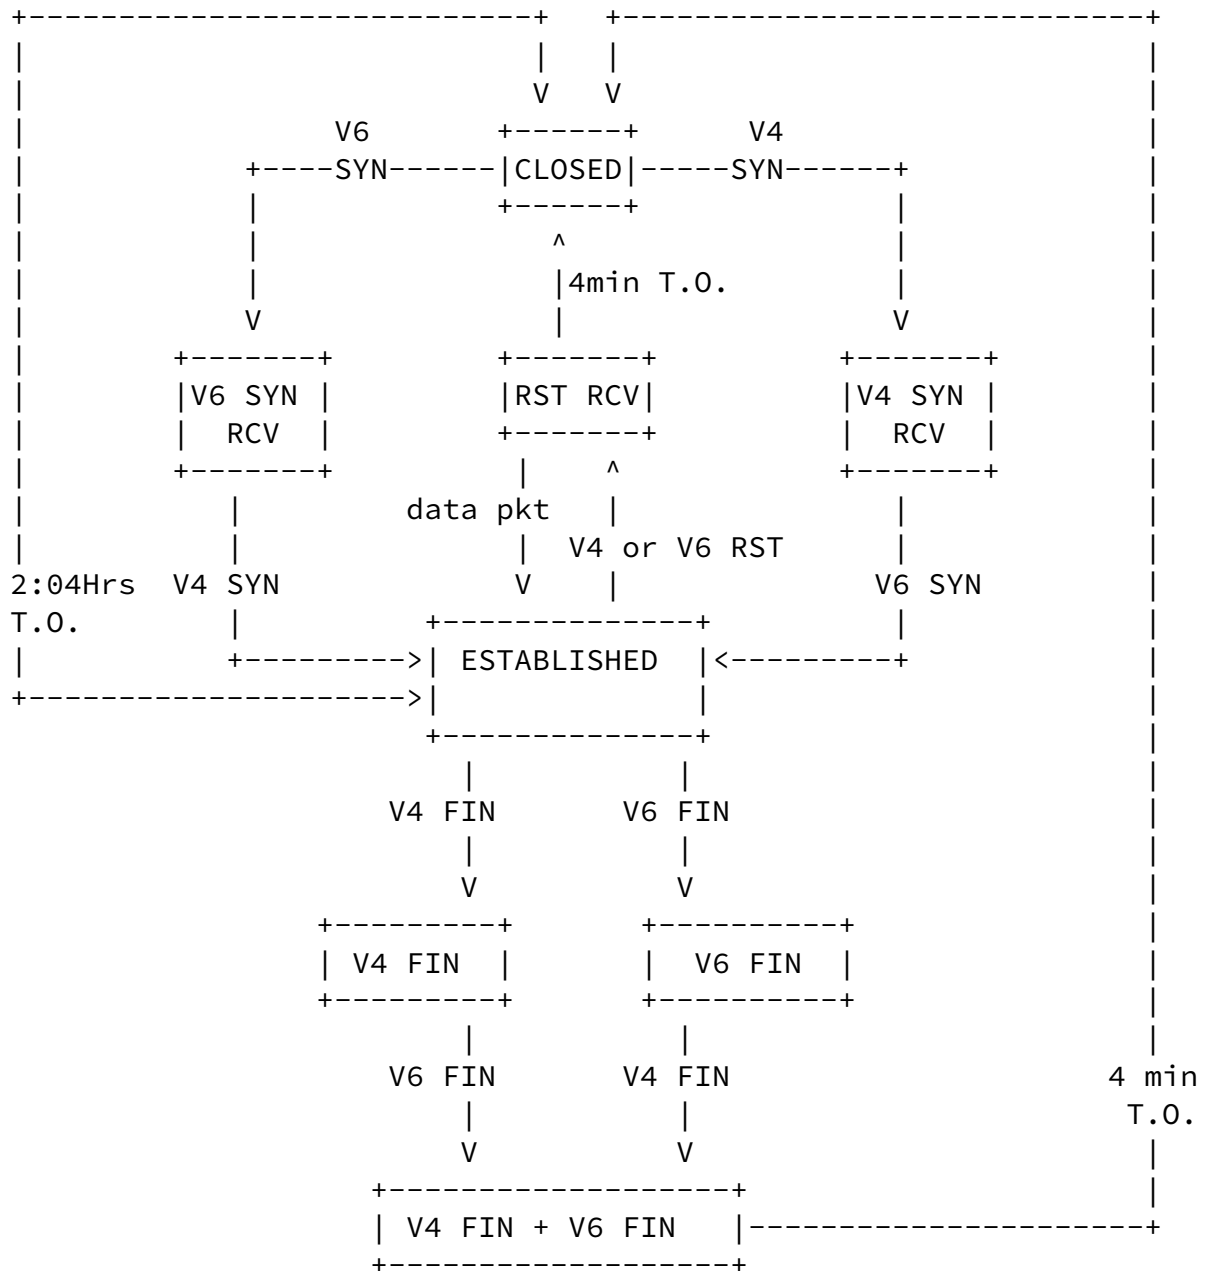 V6 V4
SYN CLOSED SYN
4min T.O.
V6 SYN RST RCV V4 SYN
RCV RCV
data pkt
V4 or V6 RST
2:04Hrs V4 SYN V6 SYN
T.O.
ESTABLISHED
V4 FIN V6 FIN
V4 FIN V6 FIN
V6 FIN V4 FIN 4 min
T.O.
V4 FIN + V6 FIN